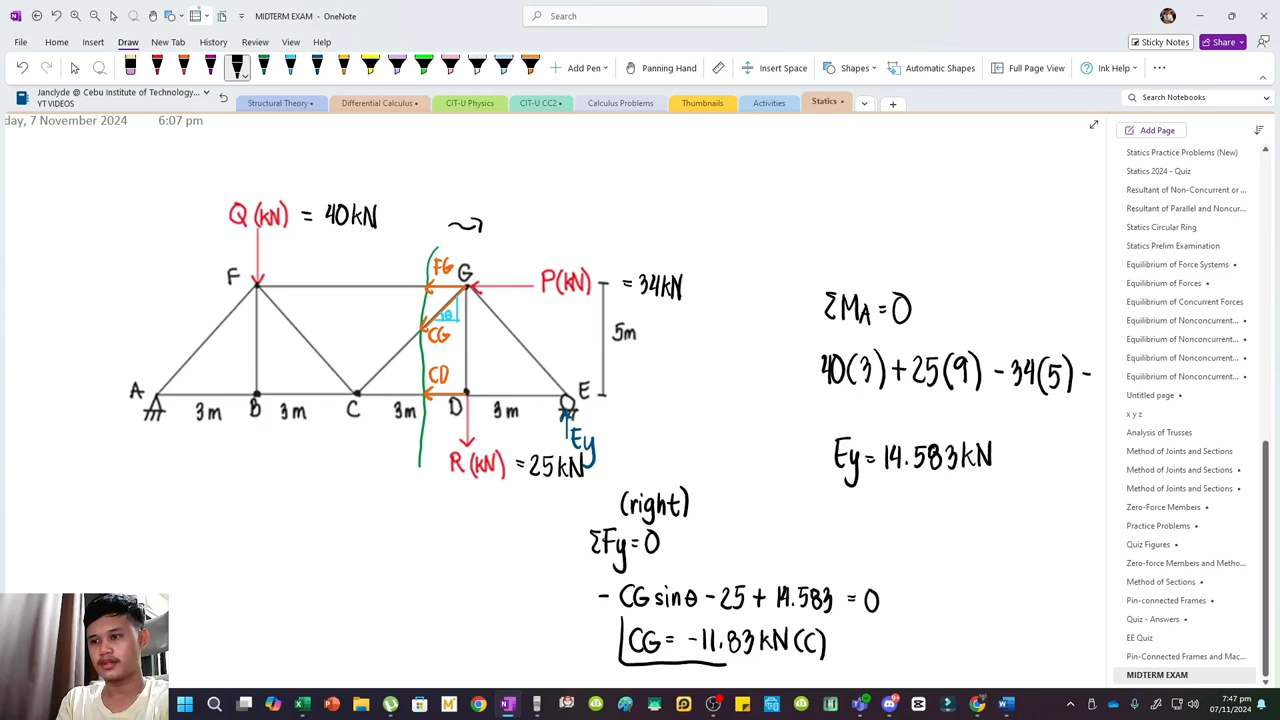 MIDTERM EXAM - OneNote
Search
File Home Insert Draw New Tab History Review View Help
Sticky Notes Share
Add Pen Panning Hand Insert Space Shapes Automatic Shapes Full Page View Ink Help
Janclyde @ Cebu Institute of Technology...
YT VIDEOS
Structural Theory • Differential Calculus • CIT-U Physics CIT-U CC2 • Calculus Problems Thumbnails Activities Statics •
Search Notebooks
day, 7 November 2024 6:07 pm
Add Page
Statics Practice Problems (New)
Statics 2024 - Quiz
Resultant of Non-Concurrent or ...
Resultant of Parallel and Noncur...
Statics Circular Ring
Statics Prelim Examination
Equilibrium of Force Systems •
Equilibrium of Forces •
Equilibrium of Concurrent Forces
Equilibrium of Nonconcurrent... •
Equilibrium of Nonconcurrent... •
Equilibrium of Nonconcurrent... •
Equilibrium of Nonconcurrent... •
Untitled page •
x y z
Analysis of Trusses
Method of Joints and Sections
Method of Joints and Sections •
Method of Joints and Sections •
Zero-Force Members •
Practice Problems •
Quiz Figures •
Zero-force Members and Metho...
Method of Sections •
Pin-connected Frames •
Quiz - Answers •
EE Quiz
Pin-Connected Frames and Mac...
MIDTERM EXAM
Q(kN) = 40kN
F FG G P(kN) = 34kN
θ
CG
5m
CD
A B C D E
3m 3m 3m 3m
Ey
R(kN) = 25kN
ΣMA = 0
40(3) + 25(9) - 34(5) -
Ey = 14.583kN
(right)
ΣFy = 0
- CG sin θ - 25 + 14.583 = 0
CG = -11.83 kN (C)
7:47 pm
07/11/2024